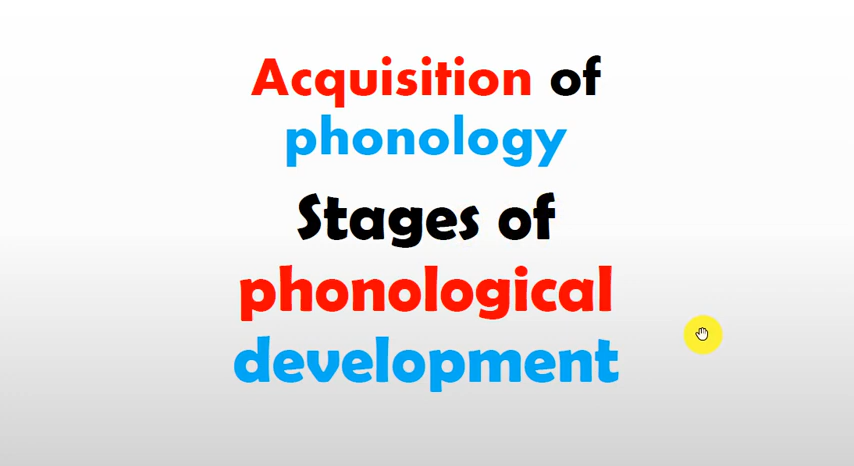 Acquisition of
phonology
Stages of
phonological
development